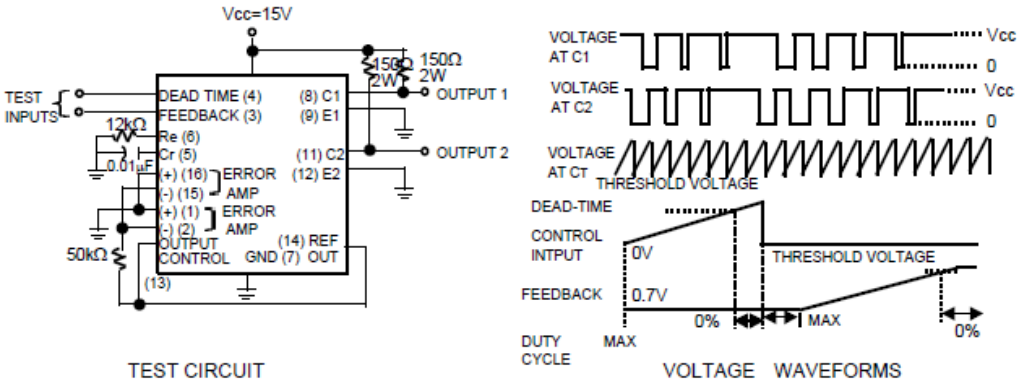 Vcc=15V
150Ω
2W
150Ω
2W
TEST
INPUTS
DEAD TIME (4)
FEEDBACK (3)
12kΩ
Re (6)
Cr (5)
0.01µF
(+) (16)
(-) (15)
ERROR
AMP
(+) (1)
(-) (2)
ERROR
AMP
OUTPUT
CONTROL
(13)
50kΩ
(8) C1
(9) E1
(11) C2
(12) E2
(14) REF
OUT
GND (7)
OUTPUT 1
OUTPUT 2
TEST CIRCUIT
VOLTAGE
AT C1
Vcc
0
VOLTAGE
AT C2
Vcc
0
VOLTAGE
AT CT
THRESHOLD VOLTAGE
DEAD-TIME
CONTROL
INTPUT
0V
THRESHOLD VOLTAGE
FEEDBACK
0.7V
0%
MAX
0%
DUTY
CYCLE
MAX
VOLTAGE WAVEFORMS